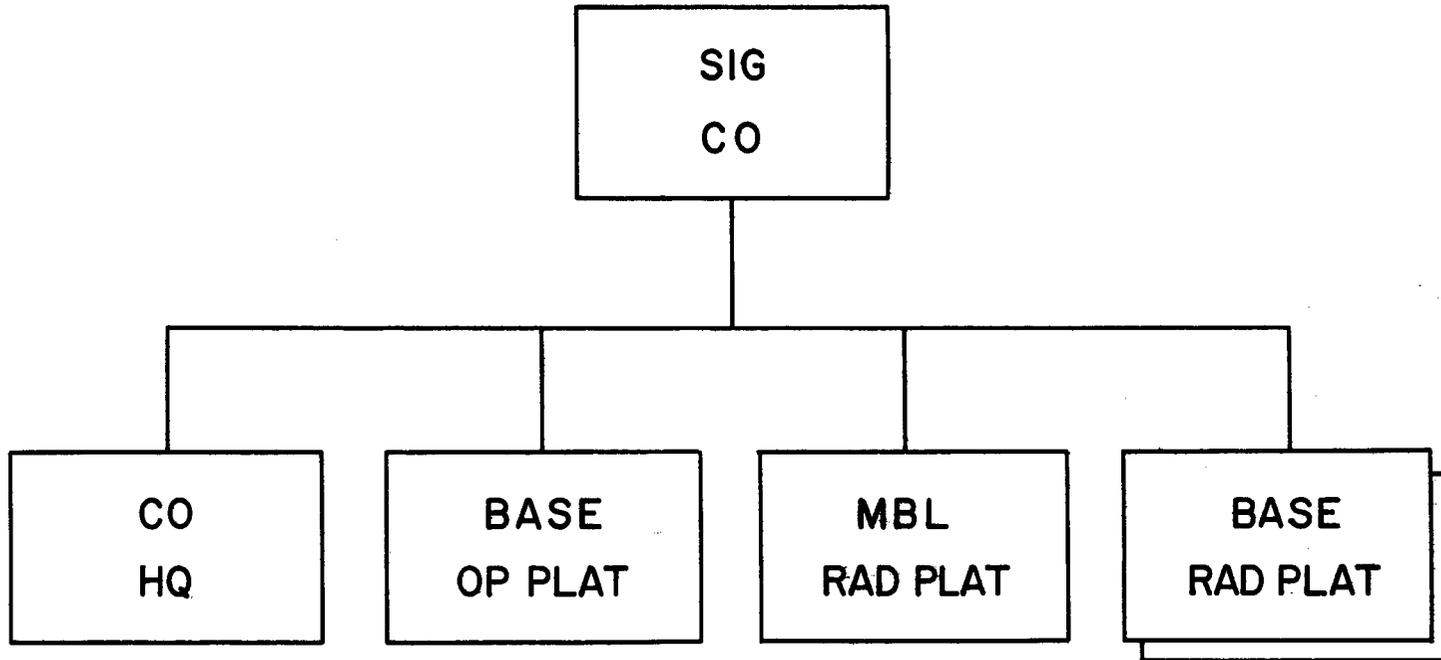 SIG
CO
CO
HQ
BASE
OP PLAT
MBL
RAD PLAT
BASE
RAD PLAT